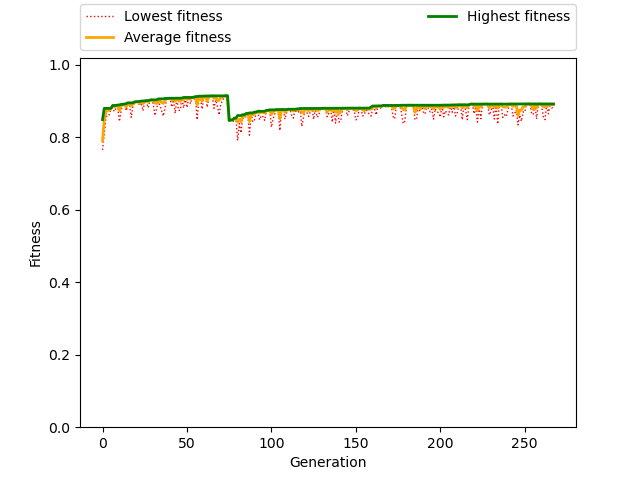 Lowest fitness
Average fitness
Highest fitness
1.0
0.8
0.6
0.4
0.2
0.0
Fitness
0 50 100 150 200 250
Generation